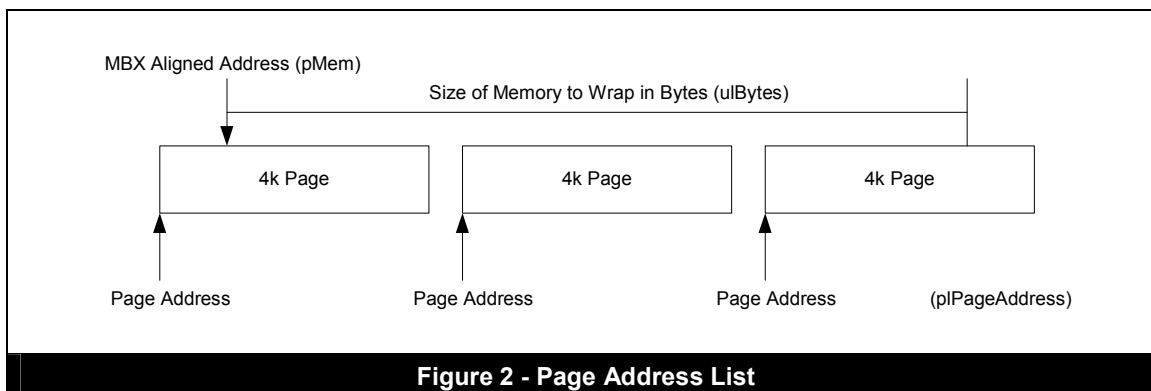 MBX Aligned Address (pMem)
Size of Memory to Wrap in Bytes (ulBytes)
4k Page 4k Page 4k Page
Page Address Page Address Page Address (plPageAddress)
Figure 2 - Page Address List